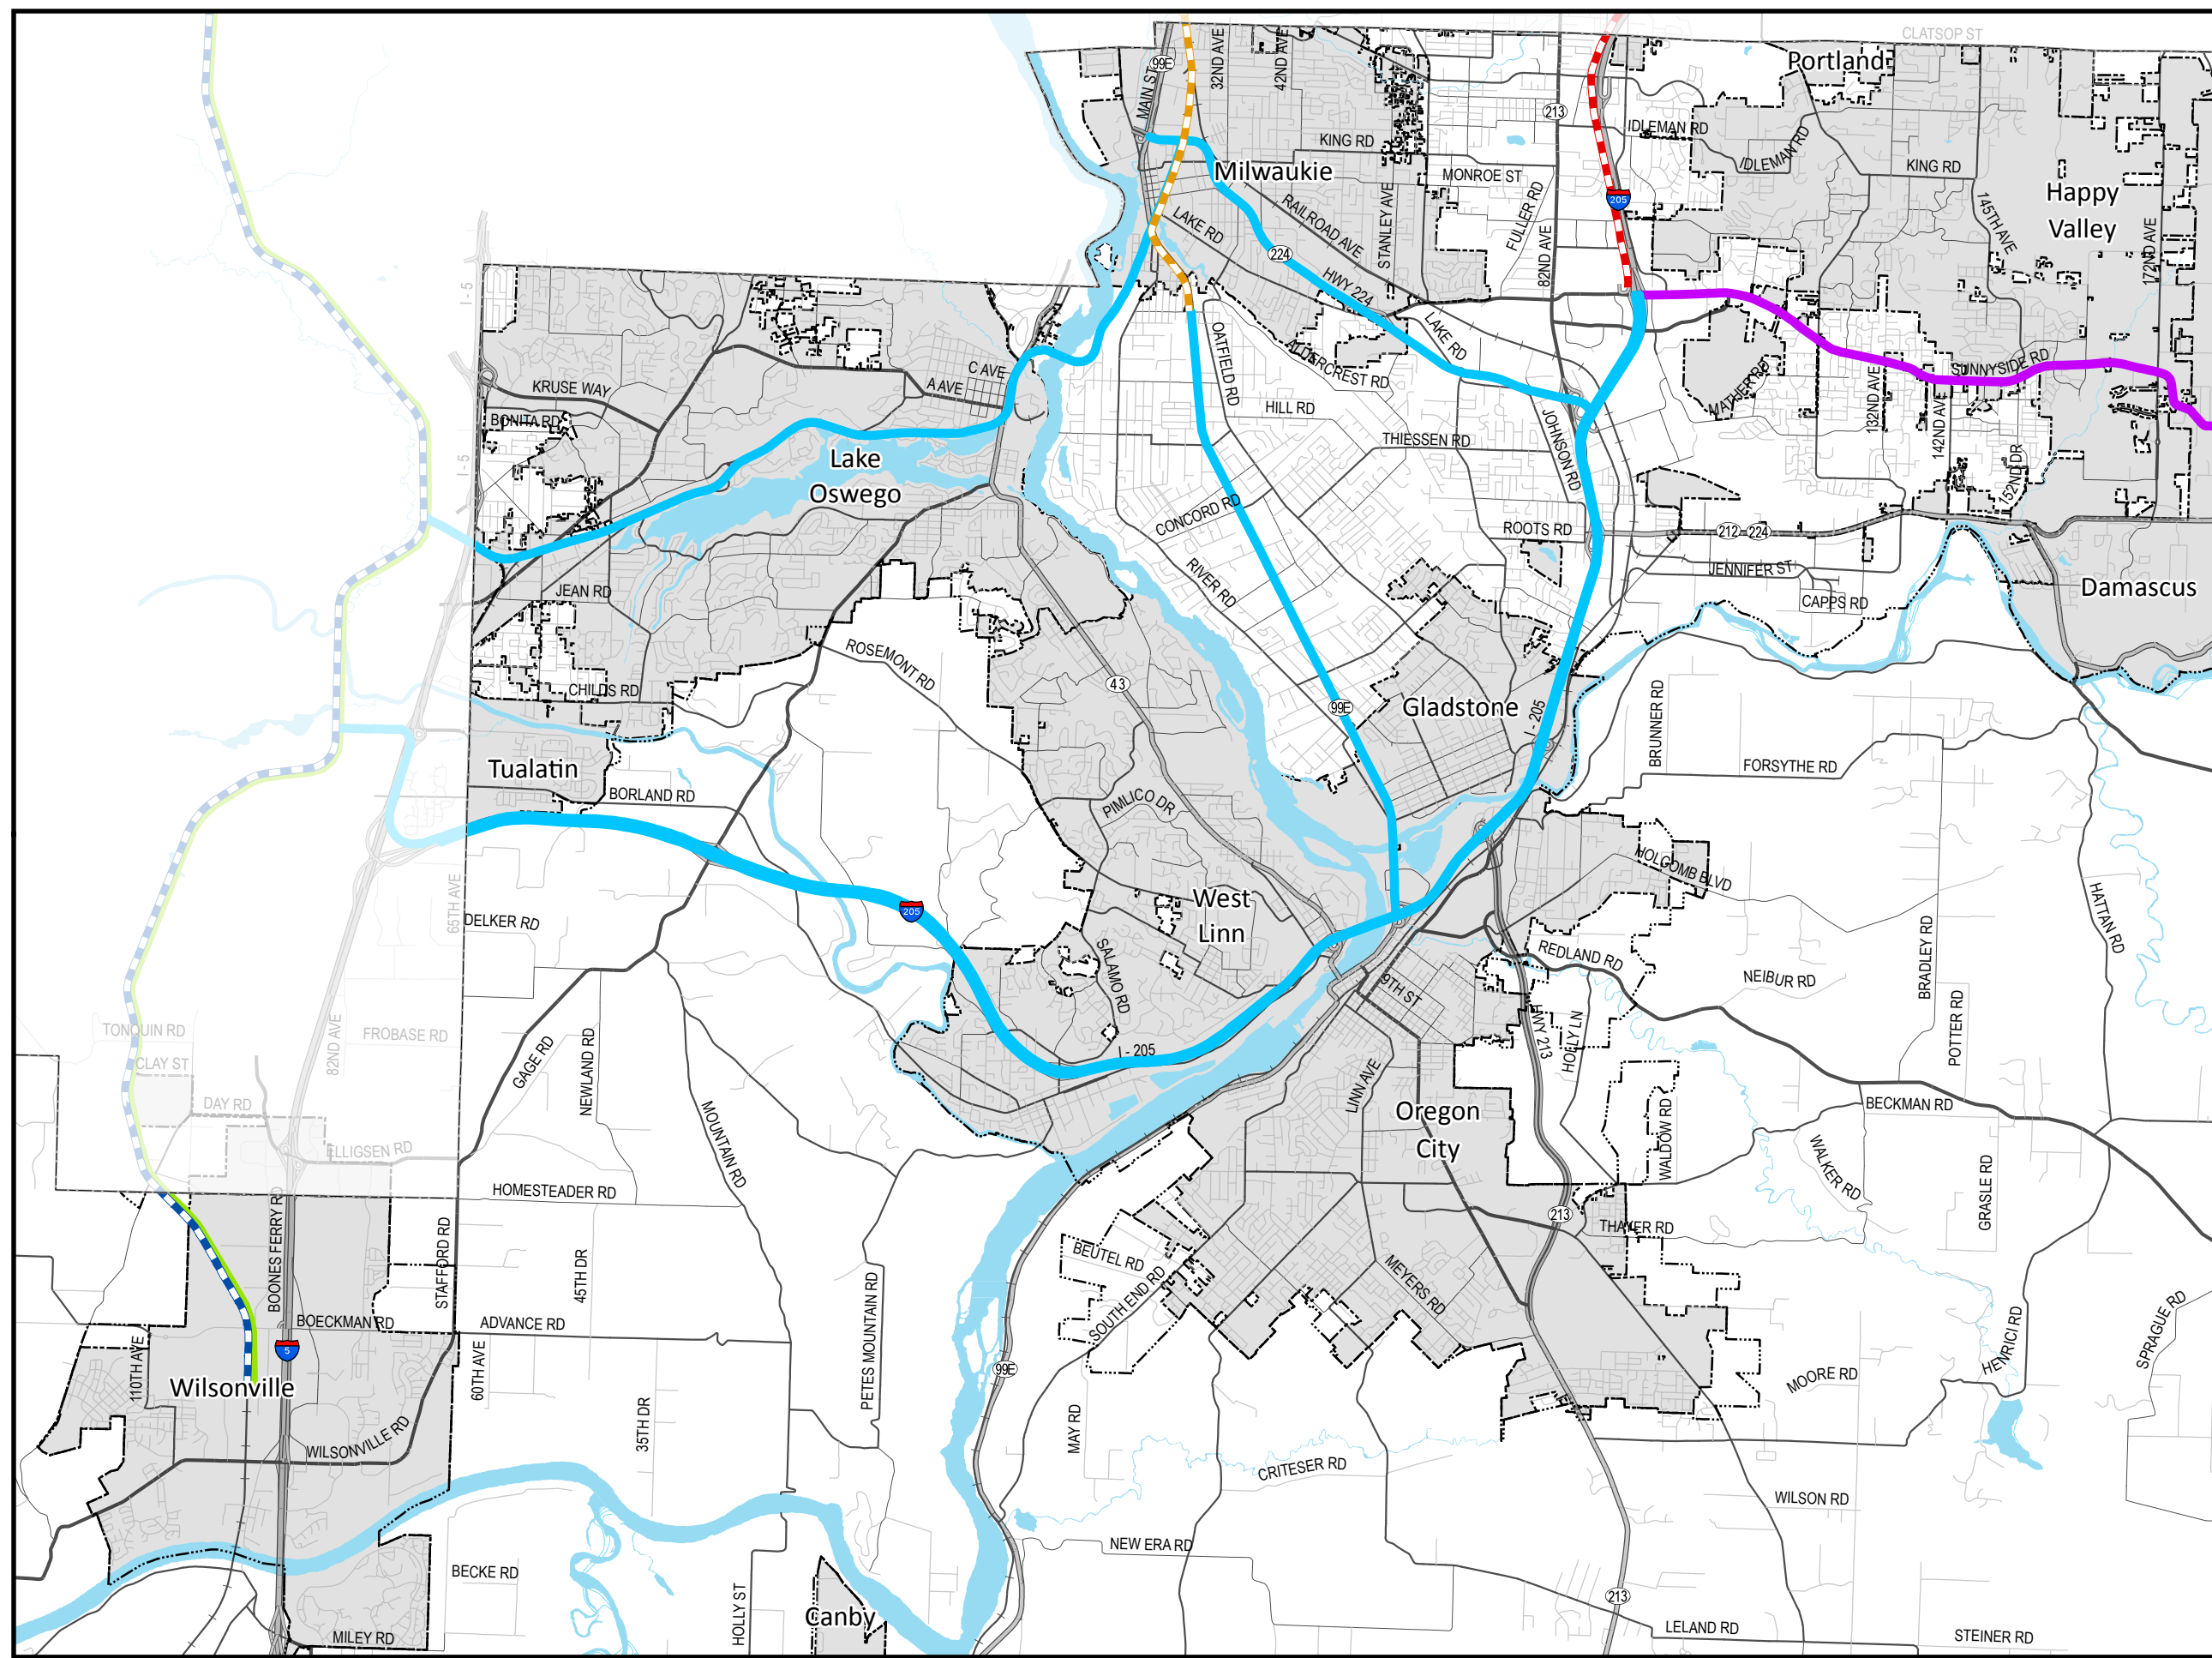 CLATSOP ST
Portland
99E
MAIN ST
32ND AVE
42ND AVE
213
IDLEMAN RD
KING RD
IDLEMAN RD
KING RD
Milwaukie
MONROE ST
Happy
Valley
205
STANLEY AVE
FULLER RD
145TH AVE
RAILROAD AVE
LAKE RD
224
82ND AVE
172ND AVE
HWY 224
I - 5
LAKE RD
OATFIELD RD
ALDERCREST RD
SUNNYSIDE RD
C AVE
A AVE
KRUSE WAY
MATHER RD
132ND AVE
142ND AVE
BONITA RD
HILL RD
THIESSEN RD
JOHNSON RD
I - 5
Lake
Oswego
152ND DR
CONCORD RD
ROOTS RD
212-224
JENNIFER ST
RIVER RD
JEAN RD
CAPPS RD
Damascus
ROSEMONT RD
43
CHILDS RD
99E
Gladstone
I - 205
BRUNNER RD
Tualatin
FORSYTHE RD
BORLAND RD
PIMLICO DR
HOLCOMB BLVD
65TH AVE
DELKER RD
205
West
Linn
HATTAN RD
BRADLEY RD
REDLAND RD
NEIBUR RD
SALAMO RD
9TH ST
TONQUIN RD
FROBASE RD
82ND AVE
CLAY ST
GAGE RD
NEWLAND RD
I - 205
HWY 213
HOLLY LN
POTTER RD
DAY RD
MOUNTAIN RD
LINN AVE
Oregon
City
BECKMAN RD
WALDOW RD
ELLIGSEN RD
WALKER RD
GRASLE RD
HOMESTEADER RD
BOONES FERRY RD
STAFFORD RD
213
THAYER RD
BEUTEL RD
45TH DR
SOUTH END RD
MEYERS RD
PETES MOUNTAIN RD
BOECKMAN RD
ADVANCE RD
5
110TH AVE
60TH AVE
99E
HENRICI RD
SPRAGUE RD
Wilsonville
MOORE RD
35TH DR
MAY RD
WILSONVILLE RD
CRITESER RD
WILSON RD
NEW ERA RD
BECKE RD
HOLLY ST
Canby
213
MILEY RD
LELAND RD
STEINER RD